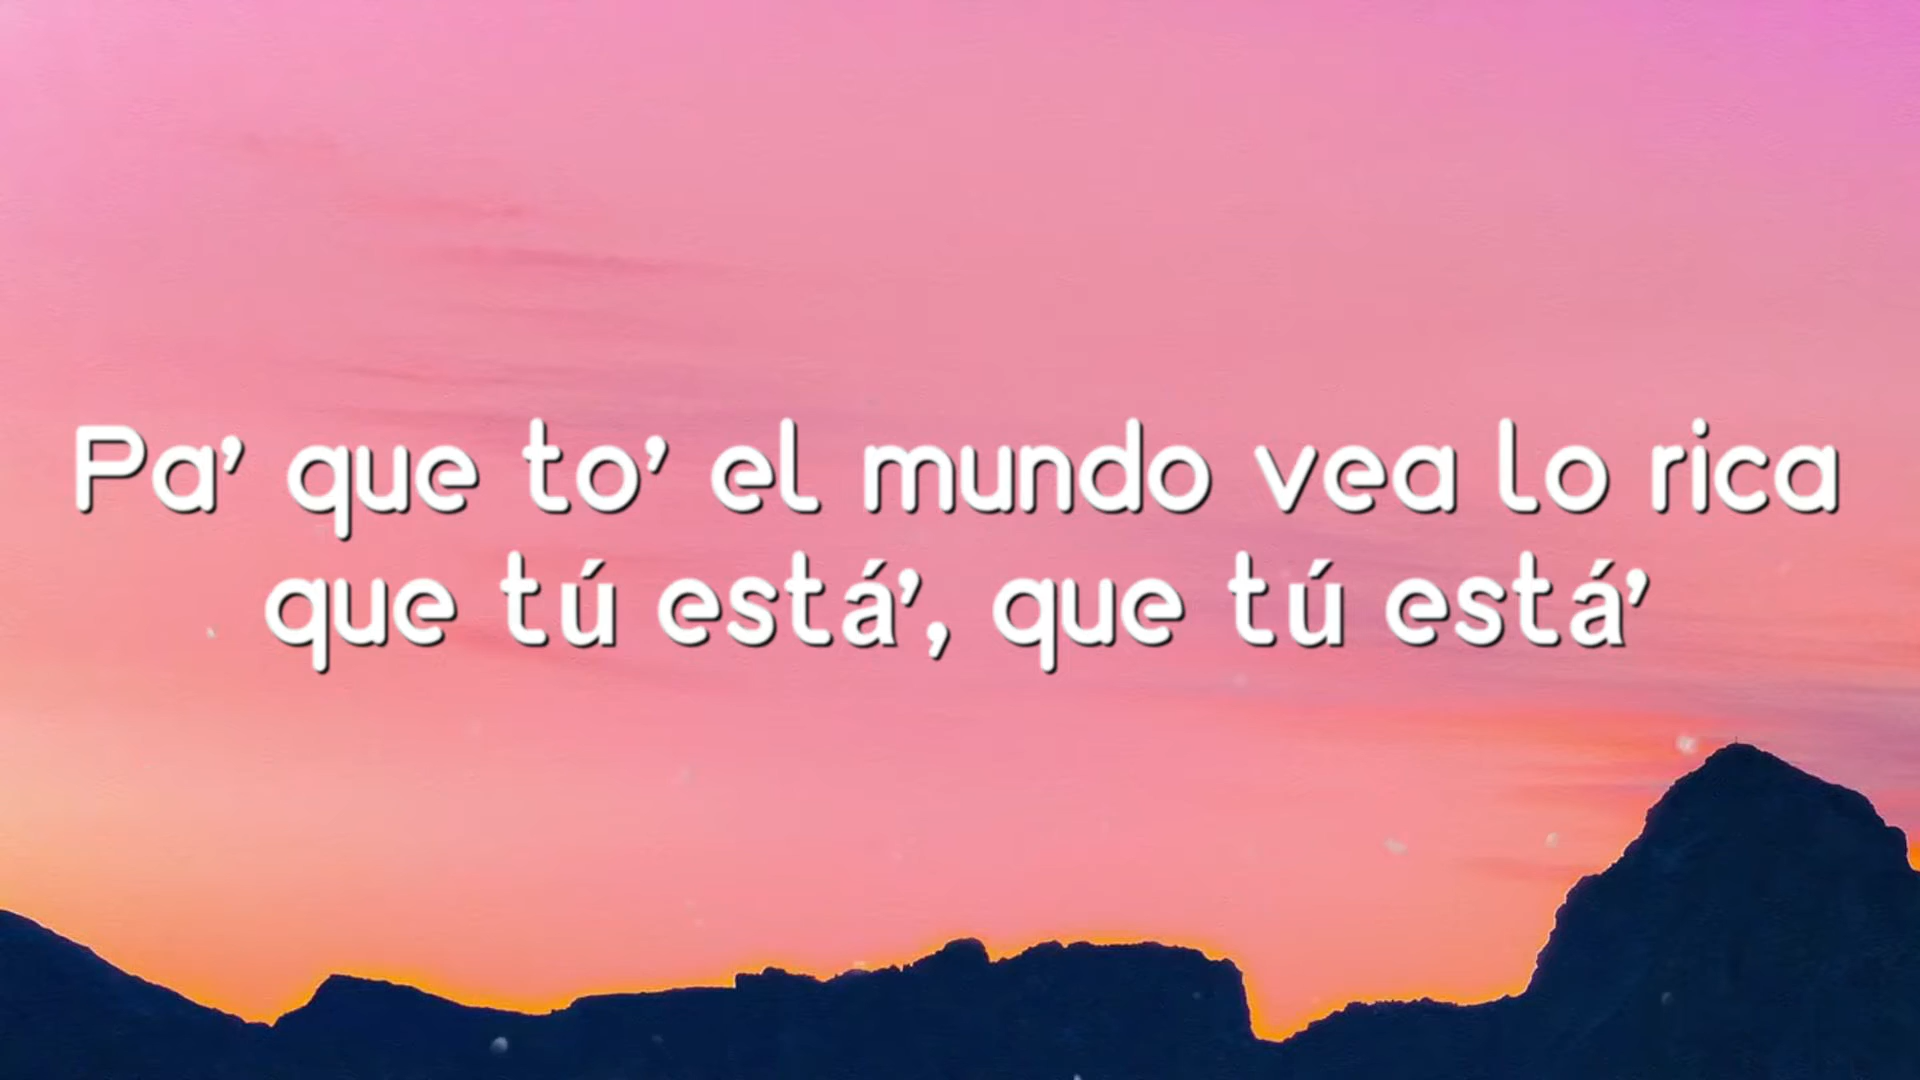 Pa' que to' el mundo vea lo rica
que tú está', que tú está'